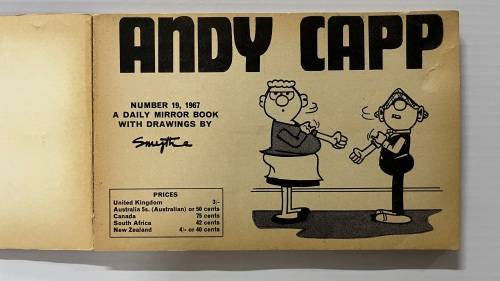 ANDY CAPP
NUMBER 19, 1967
A DAILY MIRROR BOOK
WITH DRAWINGS BY
Smythe
PRICES
United Kingdom 3/-
Australia 5s. (Australian) or 50 cents
Canada 75 cents
South Africa 42 cents
New Zealand 4/- or 40 cents